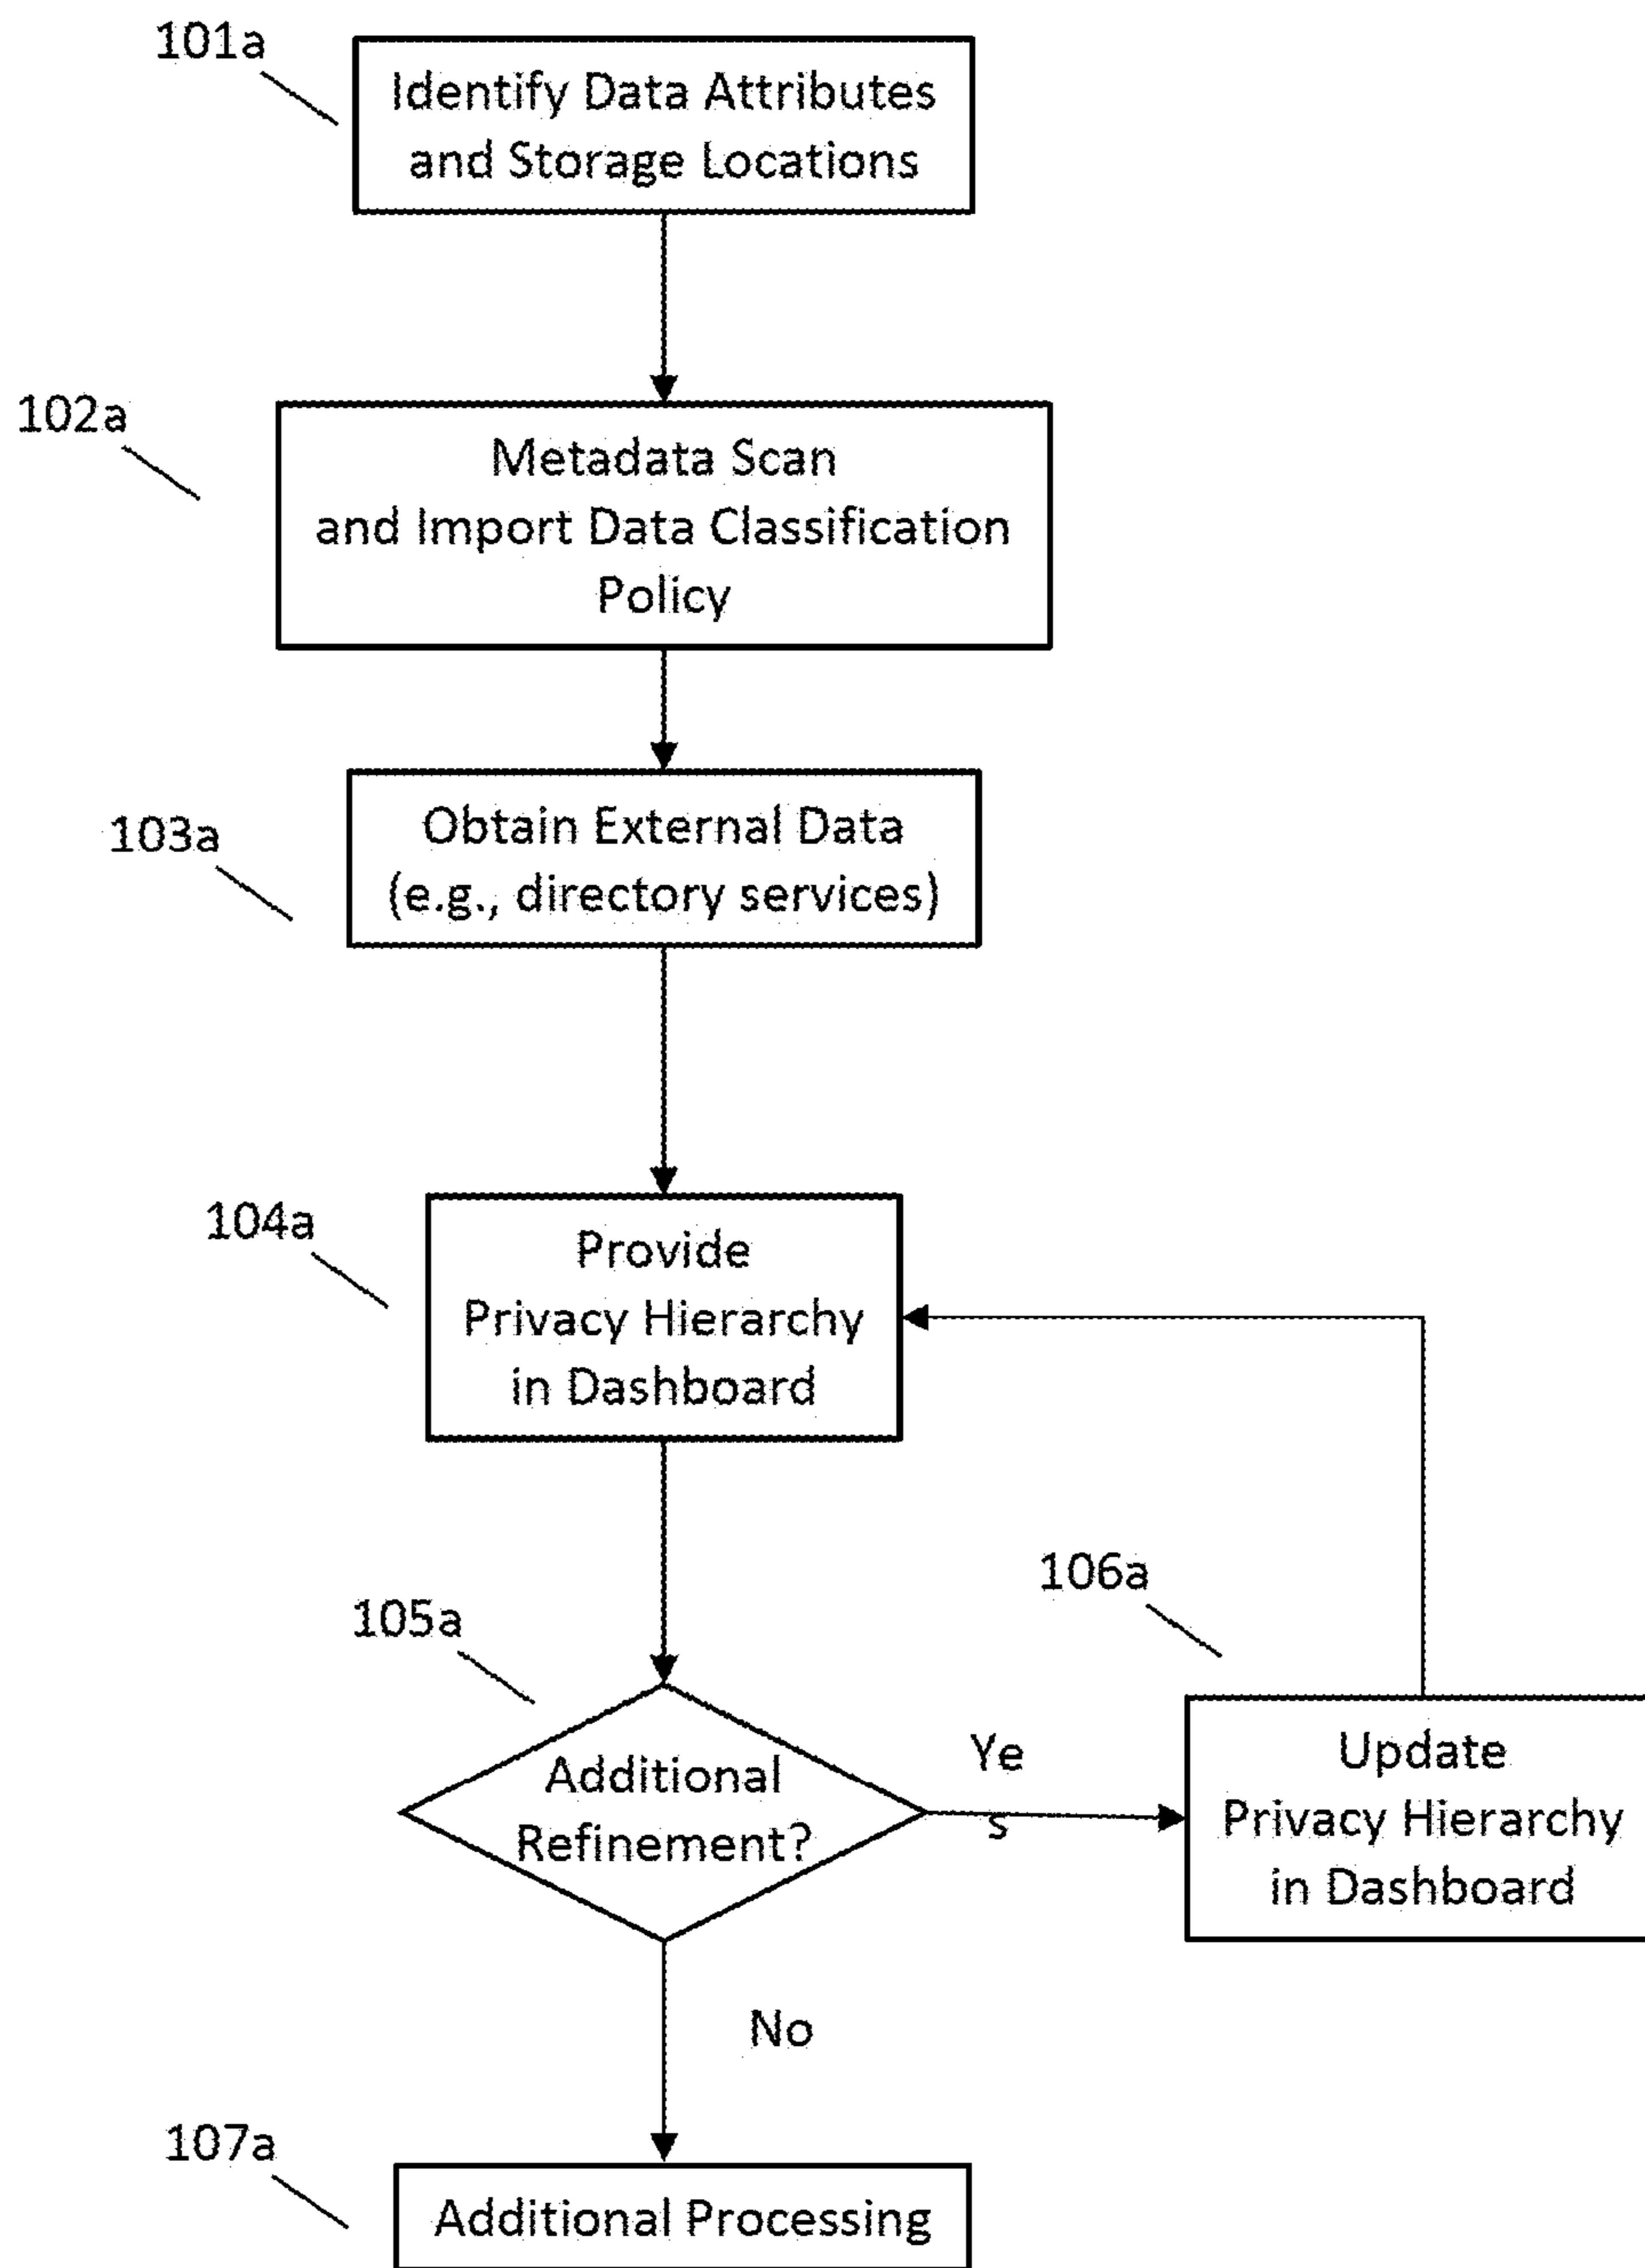 101a
Identify Data Attributes
and Storage Locations
102a
Metadata Scan
and Import Data Classification
Policy
103a
Obtain External Data
(e.g., directory services)
104a
Provide
Privacy Hierarchy
in Dashboard
105a
Additional
Refinement?
Ye
s
106a
Update
Privacy Hierarchy
in Dashboard
No
107a
Additional Processing